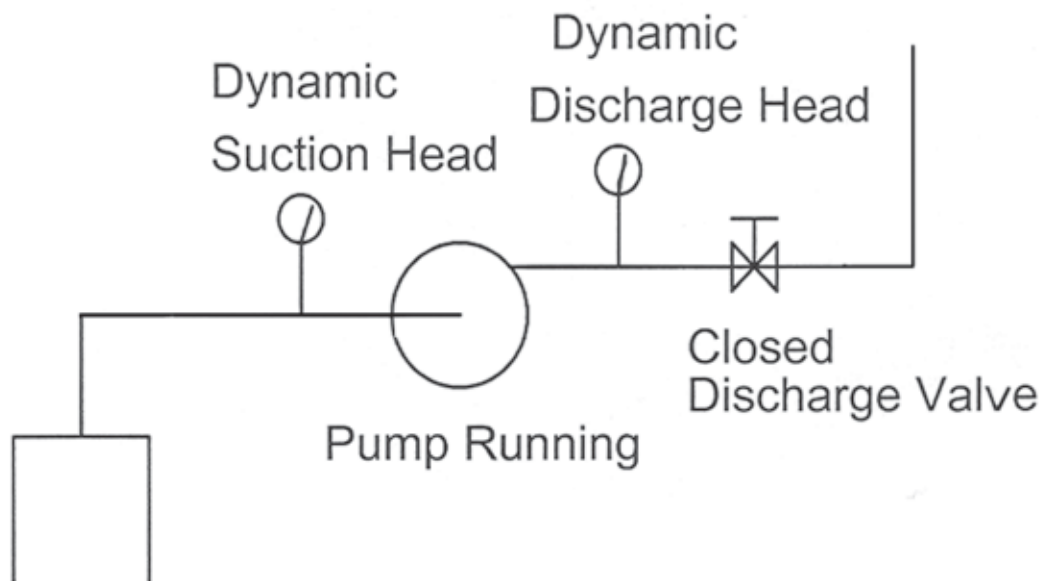 Dynamic
Suction Head
Dynamic
Discharge Head
Closed
Discharge Valve
Pump Running